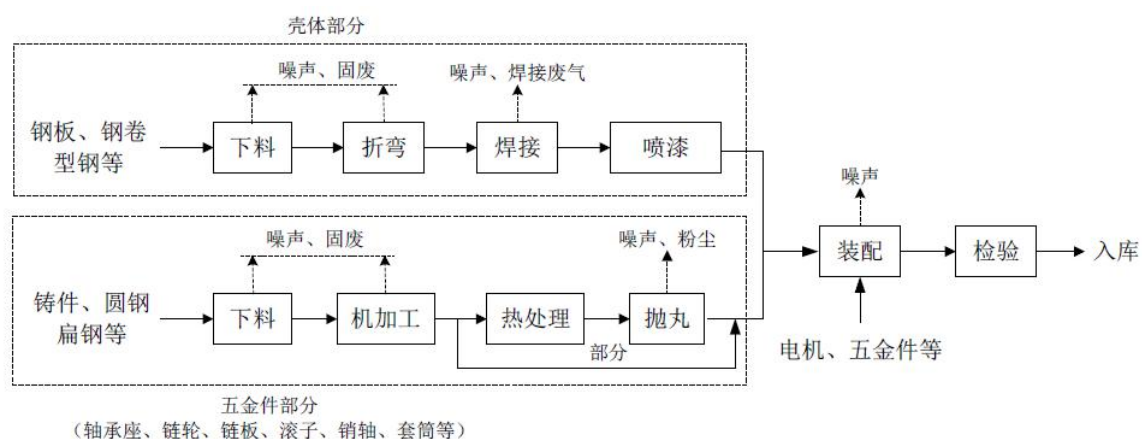 壳体部分
噪声、固废
噪声、焊接废气
钢板、钢卷
型钢等
下料
折弯
焊接
喷漆
噪声
噪声、固废
噪声、粉尘
装配
检验
入库
铸件、圆钢
扁钢等
下料
机加工
热处理
抛丸
部分
电机、五金件等
五金件部分
（轴承座、链轮、链板、滚子、销轴、套筒等）